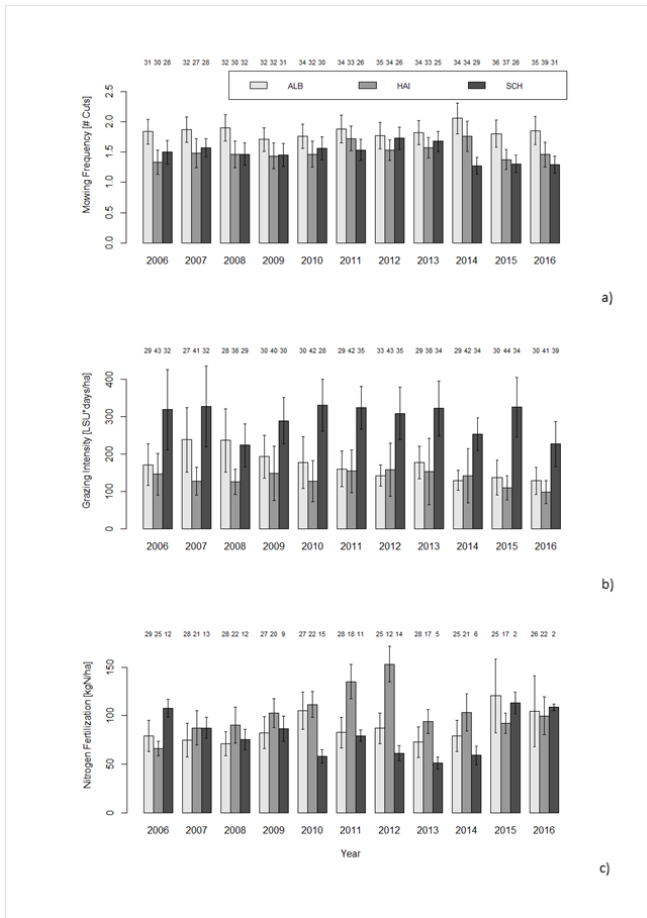 31 30 28 32 27 28 32 30 32 32 32 31 34 32 30 34 33 26 35 34 26 34 33 25 34 34 29 36 37 26 35 39 31
ALB HAI SCH
Mowing Frequency [# Cuts]
2.5
2.0
1.5
1.0
0.5
0.0
2006 2007 2008 2009 2010 2011 2012 2013 2014 2015 2016
a)
29 43 32 27 41 32 28 38 29 30 40 30 30 42 28 29 42 35 33 43 35 29 38 34 29 42 34 30 44 34 30 41 39
Grazing Intensity [LSU*days/ha]
400
300
200
100
0
2006 2007 2008 2009 2010 2011 2012 2013 2014 2015 2016
b)
29 25 12 28 21 13 28 22 12 27 20 9 27 22 15 27 18 11 25 12 14 28 17 5 25 21 6 25 17 2 26 22 2
Nitrogen Fertilization [kgN/ha]
150
100
50
0
2006 2007 2008 2009 2010 2011 2012 2013 2014 2015 2016
Year
c)